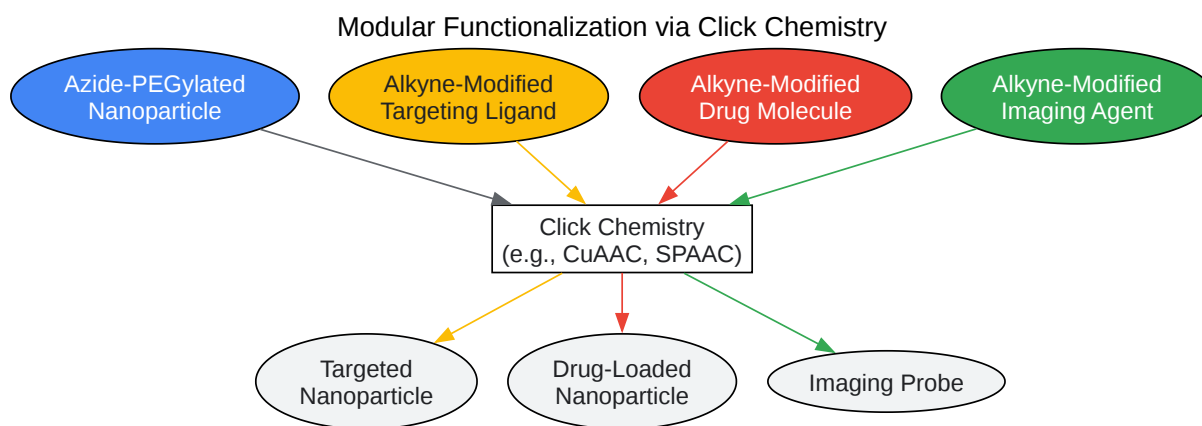 Modular Functionalization via Click Chemistry
Azide-PEGylated
Nanoparticle
Alkyne-Modified
Targeting Ligand
Alkyne-Modified
Drug Molecule
Alkyne-Modified
Imaging Agent
Click Chemistry
(e.g., CuAAC, SPAAC)
Targeted
Nanoparticle
Drug-Loaded
Nanoparticle
Imaging Probe